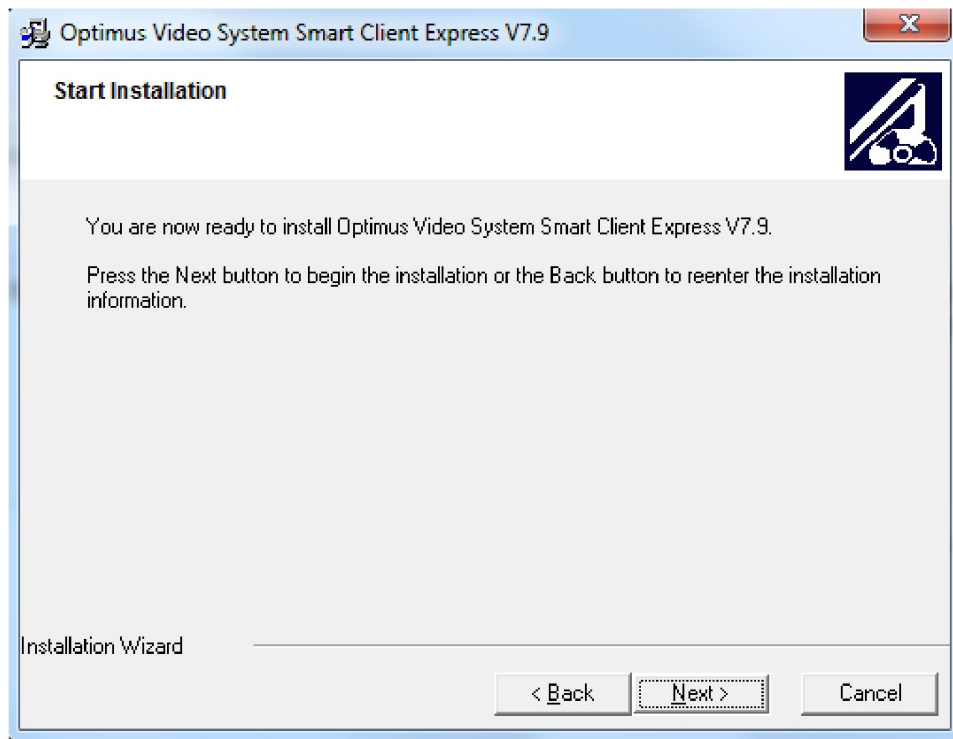 Optimus Video System Smart Client Express V7.9
Start Installation
You are now ready to install Optimus Video System Smart Client Express V7.9.
Press the Next button to begin the installation or the Back button to reenter the installation
information.
Installation Wizard
< Back
Next >
Cancel